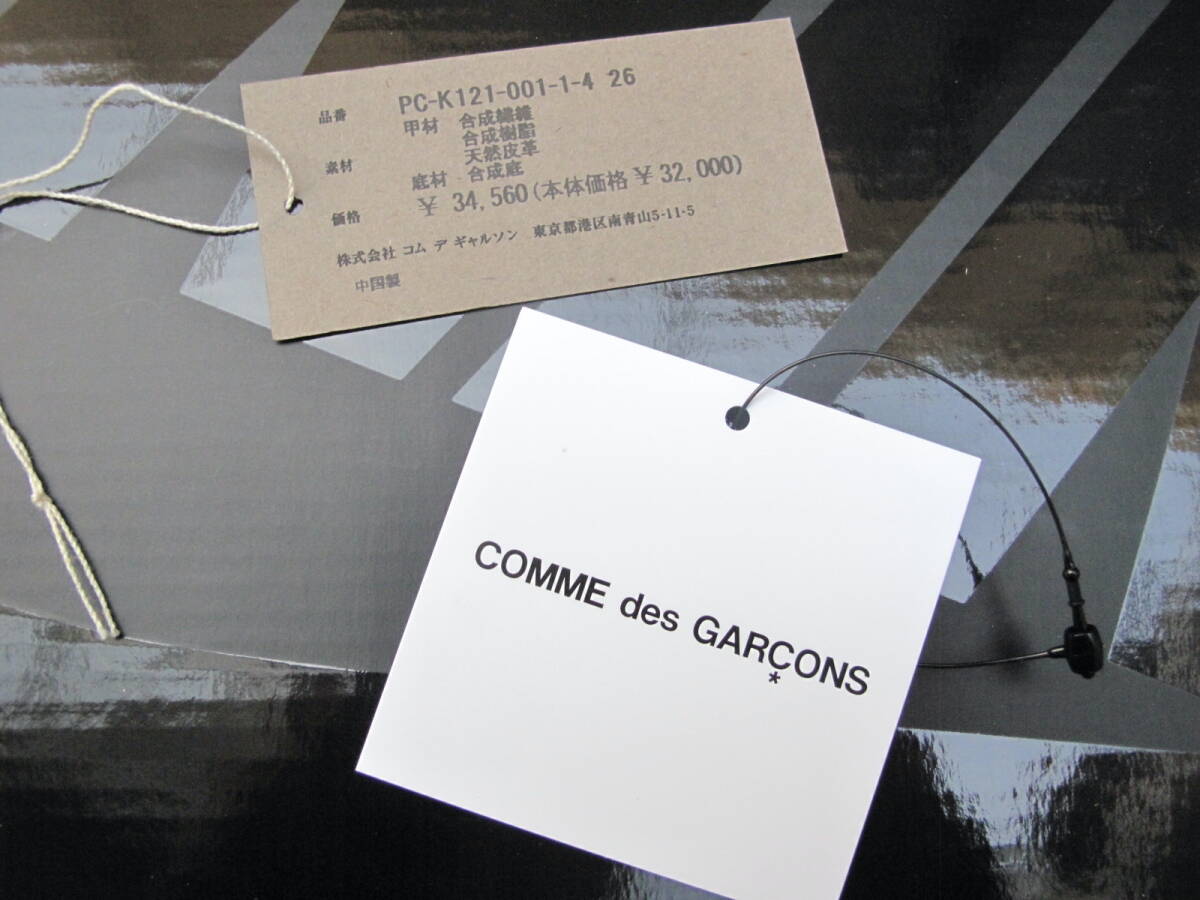 品番 PC-K121-001-1-4 26
甲材 合成繊維
合成樹脂
素材 天然皮革
底材 合成底
価格 ¥ 34,560(本体価格¥32,000)
株式会社 コム デ ギャルソン 東京都港区南青山5-11-5
中国製
COMME des GARÇONS
*